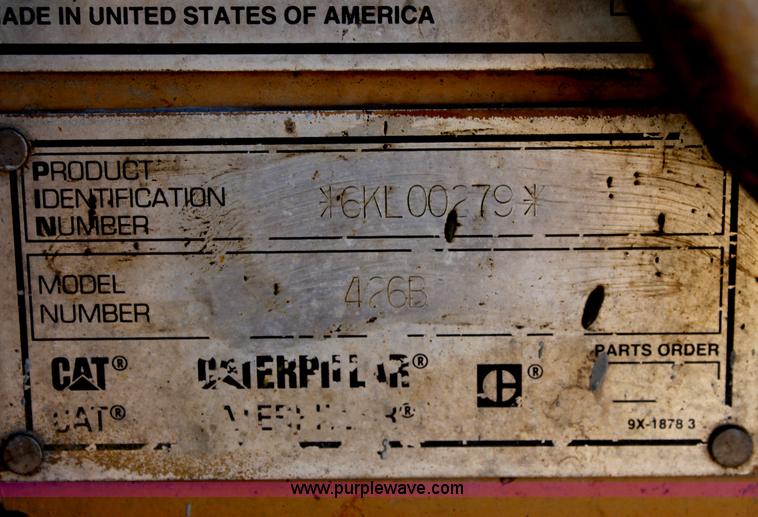 ADE IN UNITED STATES OF AMERICA
PRODUCT
IDENTIFICATION
NUMBER
*6KL00279*
MODEL
NUMBER
426B
CAT® CATERPILLAR® ®
CAT® ®
PARTS ORDER
9X-1878 3
www.purplewave.com